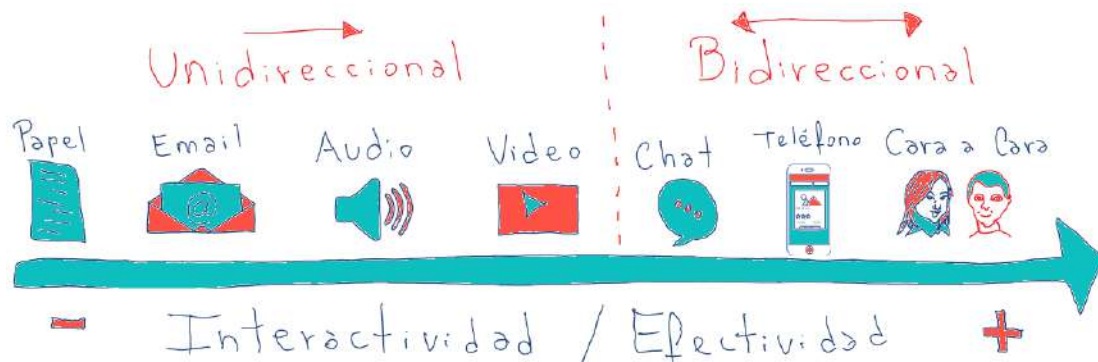 Unidireccional
Bidireccional
Papel
Email
Audio
Video
Chat
Teléfono
Cara a Cara
@
- Interactividad / Efectividad +